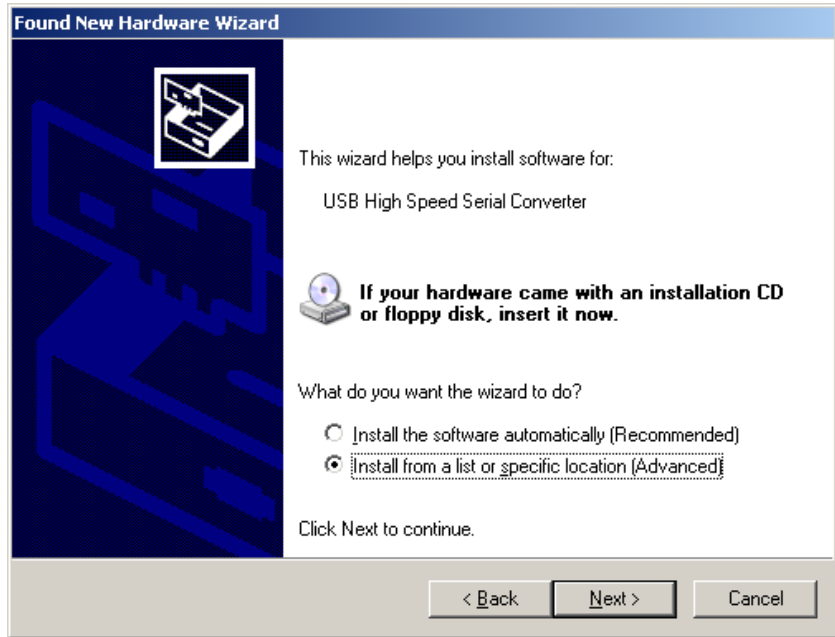 Found New Hardware Wizard
This wizard helps you install software for:
USB High Speed Serial Converter
If your hardware came with an installation CD
or floppy disk, insert it now.
What do you want the wizard to do?
Install the software automatically (Recommended)
Install from a list or specific location (Advanced)
Click Next to continue.
< Back
Next >
Cancel